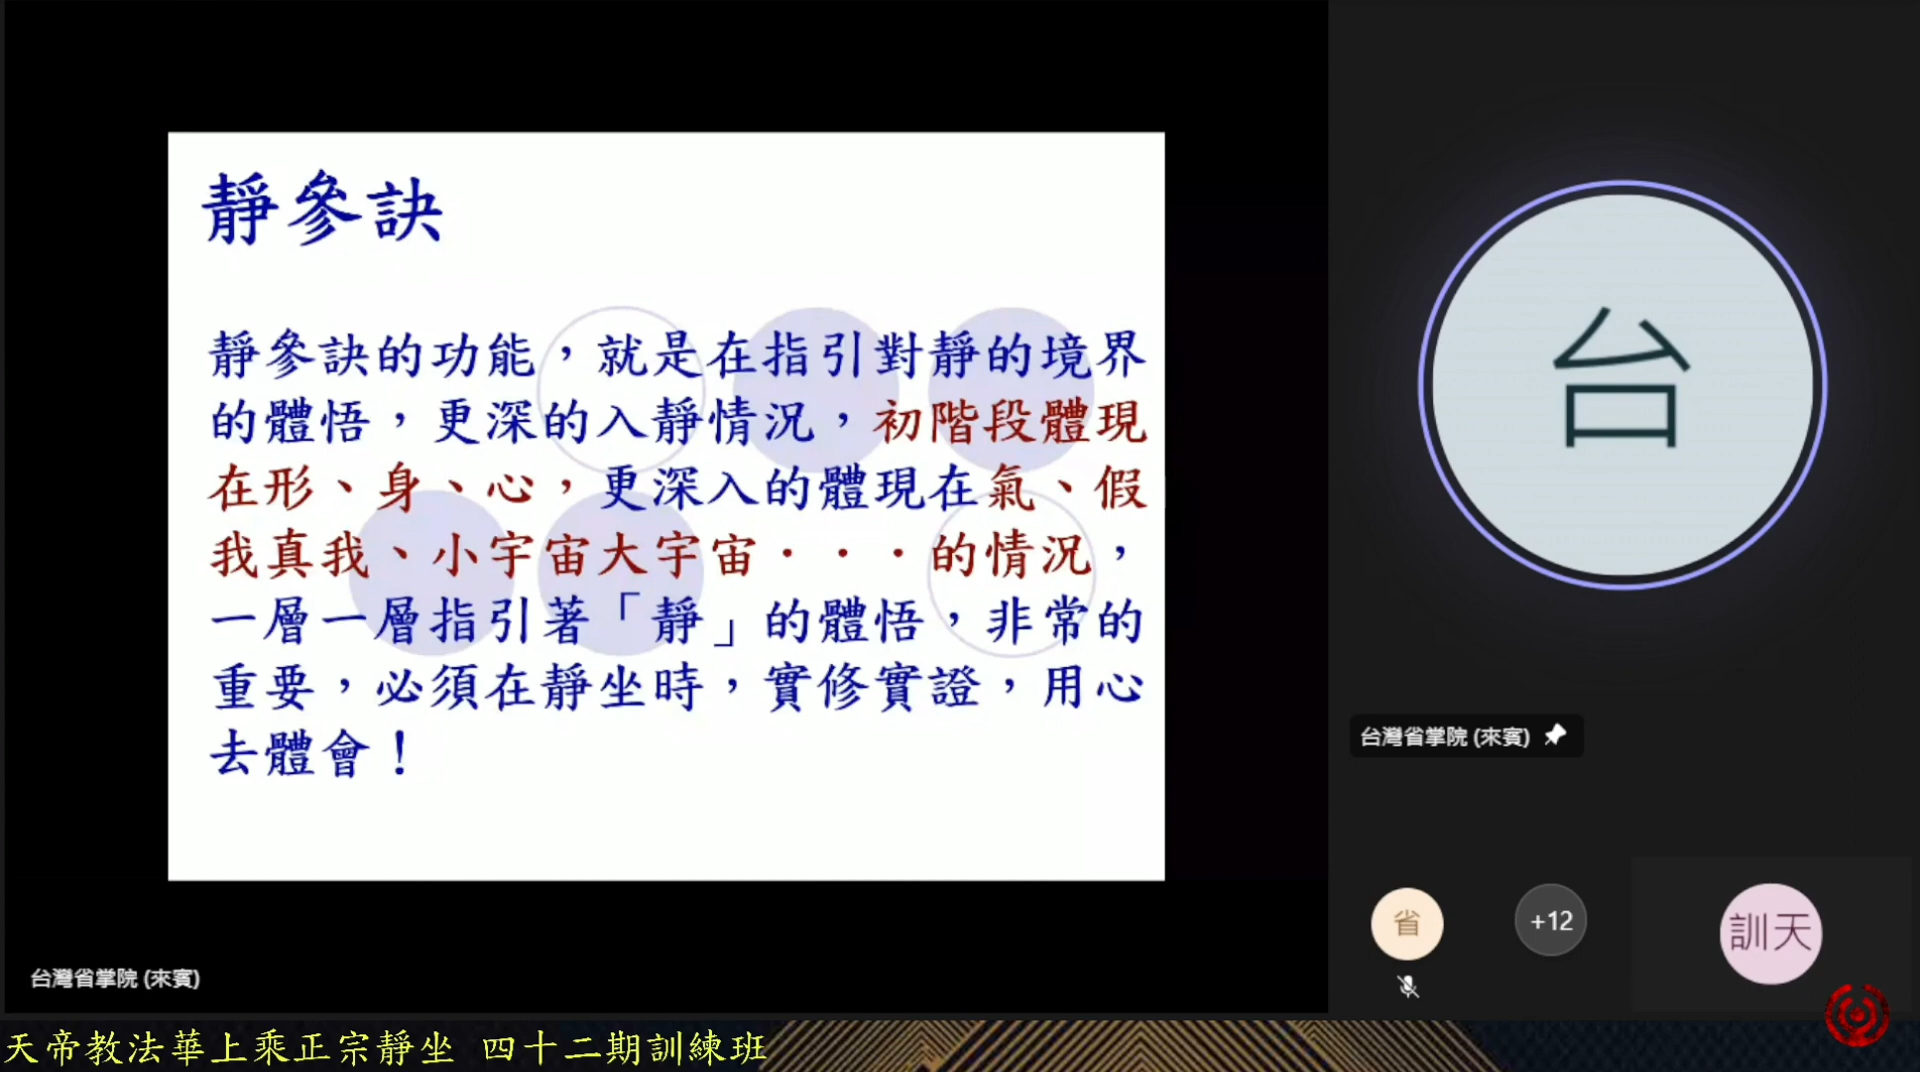 靜參訣
靜參訣的功能，就是在指引對靜的境界
的體悟，更深的入靜情況，初階段體現
在形、身、心，更深入的體現在氣、假
我真我、小宇宙大宇宙．．．的情況，
一層一層指引著「靜」的體悟，非常的
重要，必須在靜坐時，實修實證，用心
去體會！
台
台灣省掌院 (來賓)
省
+12
訓天
台灣省掌院 (來賓)
天帝教法華上乘正宗靜坐 四十二期訓練班